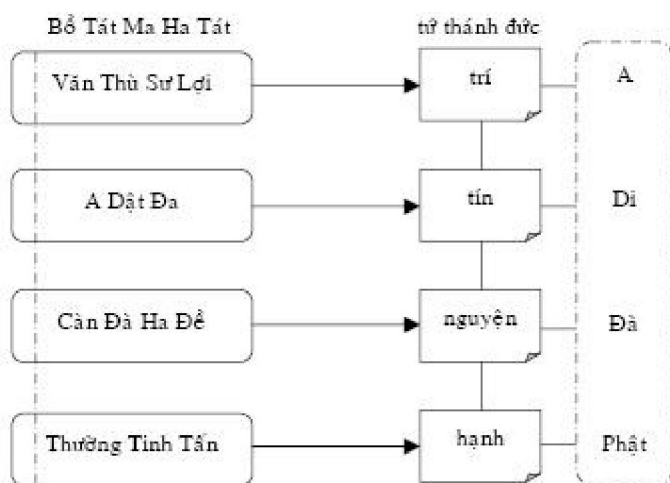 Bồ Tát Ma Ha Tát tứ thánh đức
Văn Thù Sư Lợi trí A
A Dật Đa tín Di
Càn Đà Ha Đề nguyện Đà
Thường Tinh Tấn hạnh Phật